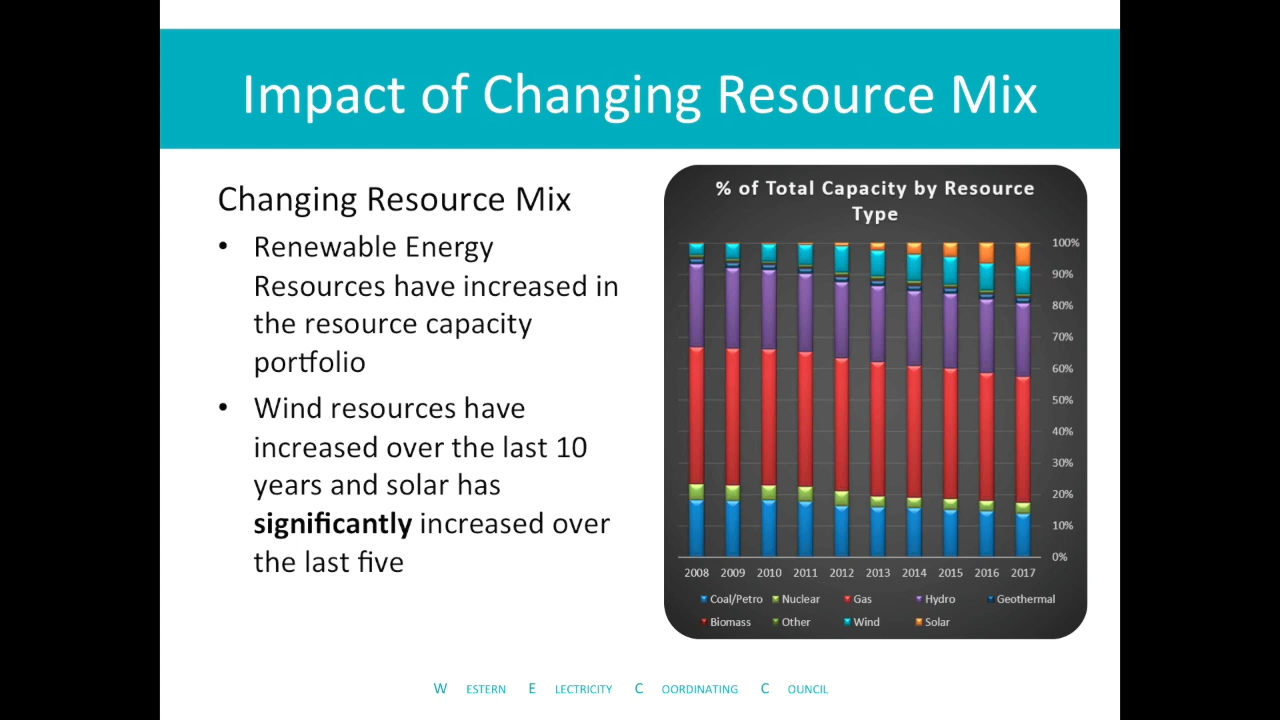 Impact of Changing Resource Mix
Changing Resource Mix
• Renewable Energy
Resources have increased in
the resource capacity
portfolio
• Wind resources have
increased over the last 10
years and solar has
significantly increased over
the last five
% of Total Capacity by Resource
Type
100%
90%
80%
70%
60%
50%
40%
30%
20%
10%
0%
2008 2009 2010 2011 2012 2013 2014 2015 2016 2017
Coal/Petro Nuclear Gas Hydro Geothermal
Biomass Other Wind Solar
W ESTERN E LECTRICITY C OORDINATING C OUNCIL